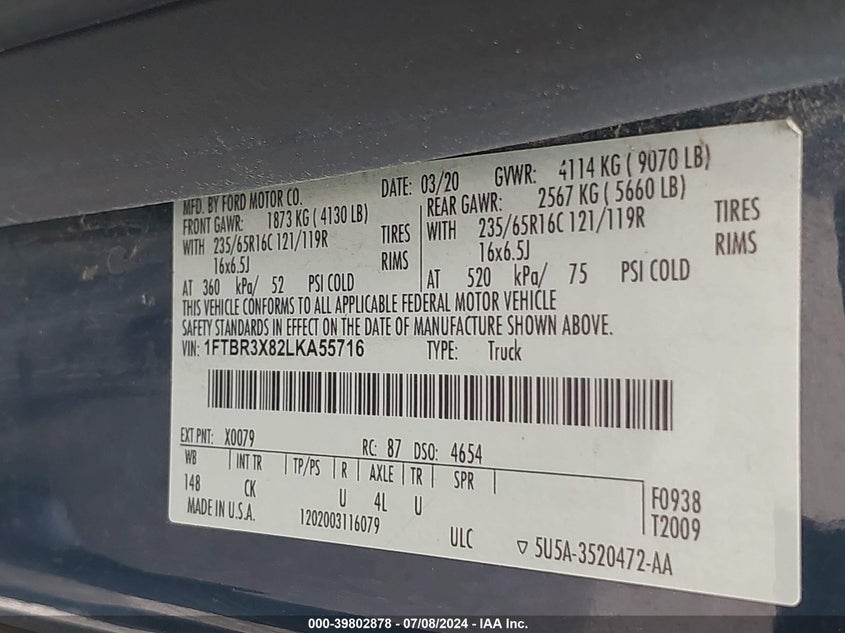 MFD. BY FORD MOTOR CO. DATE: 03/20 GVWR: 4114 KG ( 9070 LB)
FRONT GAWR: 1873 KG ( 4130 LB) REAR GAWR: 2567 KG ( 5660 LB)
WITH 235/65R16C 121/119R TIRES WITH 235/65R16C 121/119R TIRES
16x6.5J RIMS 16x6.5J RIMS
AT 360 kPa/ 52 PSI COLD AT 520 kPa/ 75 PSI COLD
THIS VEHICLE CONFORMS TO ALL APPLICABLE FEDERAL MOTOR VEHICLE
SAFETY STANDARDS IN EFFECT ON THE DATE OF MANUFACTURE SHOWN ABOVE.
VIN: 1FTBR3X82LKA55716 TYPE: Truck
EXT PNT: X0079 RC: 87 DSO: 4654
WB INT TR TP/PS R AXLE TR SPR
148 CK U 4L U F0938
MADE IN U.S.A. 1202003116079 T2009
ULC 5U5A-3520472-AA
000-39802878 - 07/08/2024 - IAA Inc.